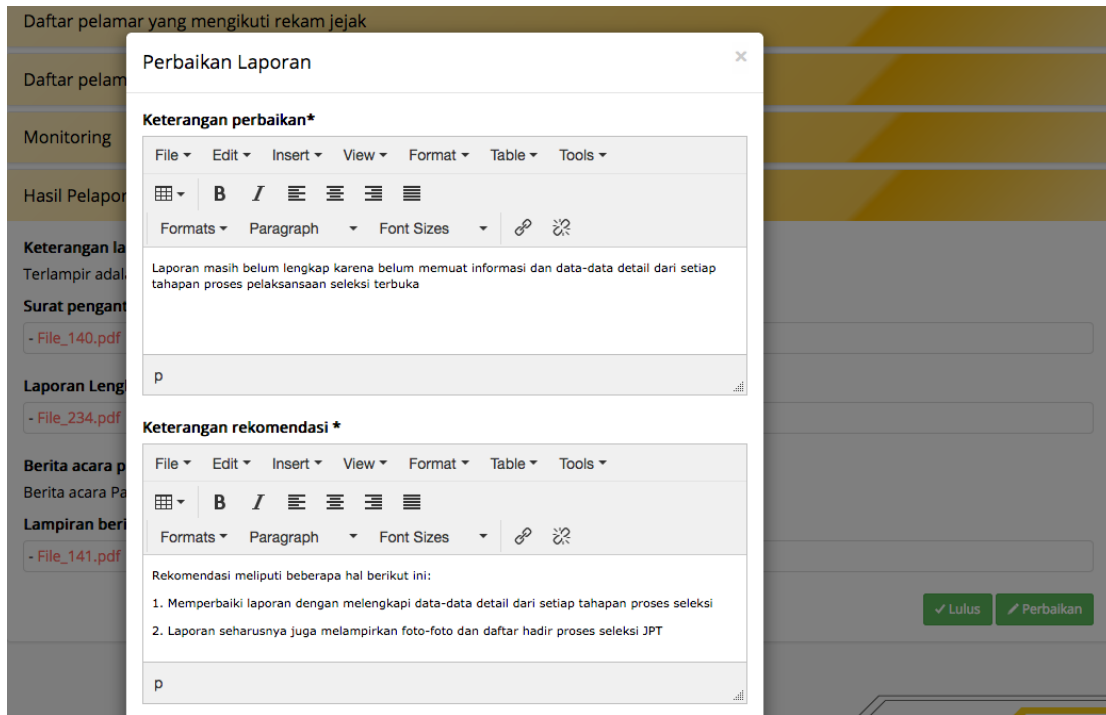 Daftar pelamar yang mengikuti rekam jejak
Perbaikan Laporan
×
Daftar pelam
Monitoring
Hasil Pelapor
Keterangan la
Terlampir adal
Surat pengant
- File_140.pdf
Laporan Leng
- File_234.pdf
Berita acara p
Berita acara Pa
Lampiran beri
- File_141.pdf
Keterangan perbaikan*
File Edit Insert View Format Table Tools
B I
Formats Paragraph Font Sizes
Laporan masih belum lengkap karena belum memuat informasi dan data-data detail dari setiap
tahapan proses pelaksansaan seleksi terbuka
p
Keterangan rekomendasi *
File Edit Insert View Format Table Tools
B I
Formats Paragraph Font Sizes
Rekomendasi meliputi beberapa hal berikut ini:
1. Memperbaiki laporan dengan melengkapi data-data detail dari setiap tahapan proses seleksi
2. Laporan seharusnya juga melampirkan foto-foto dan daftar hadir proses seleksi JPT
p
Lulus
Perbaikan